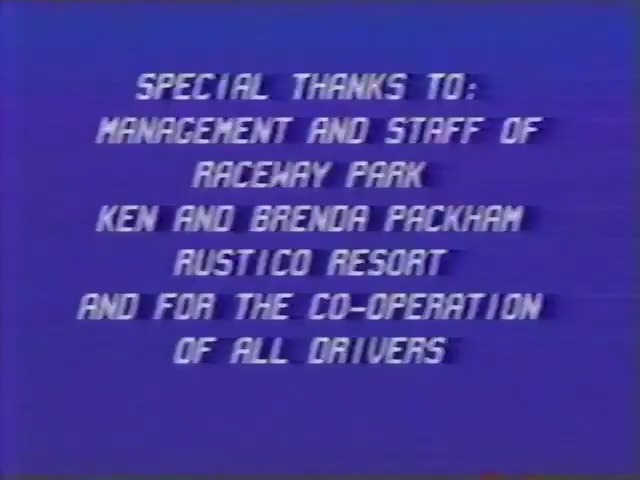 SPECIAL THANKS TO:
MANAGEMENT AND STAFF OF
RACEWAY PARK
KEN AND BRENDA PACKHAM
RUSTICO RESORT
AND FOR THE CO-OPERATION
OF ALL DRIVERS